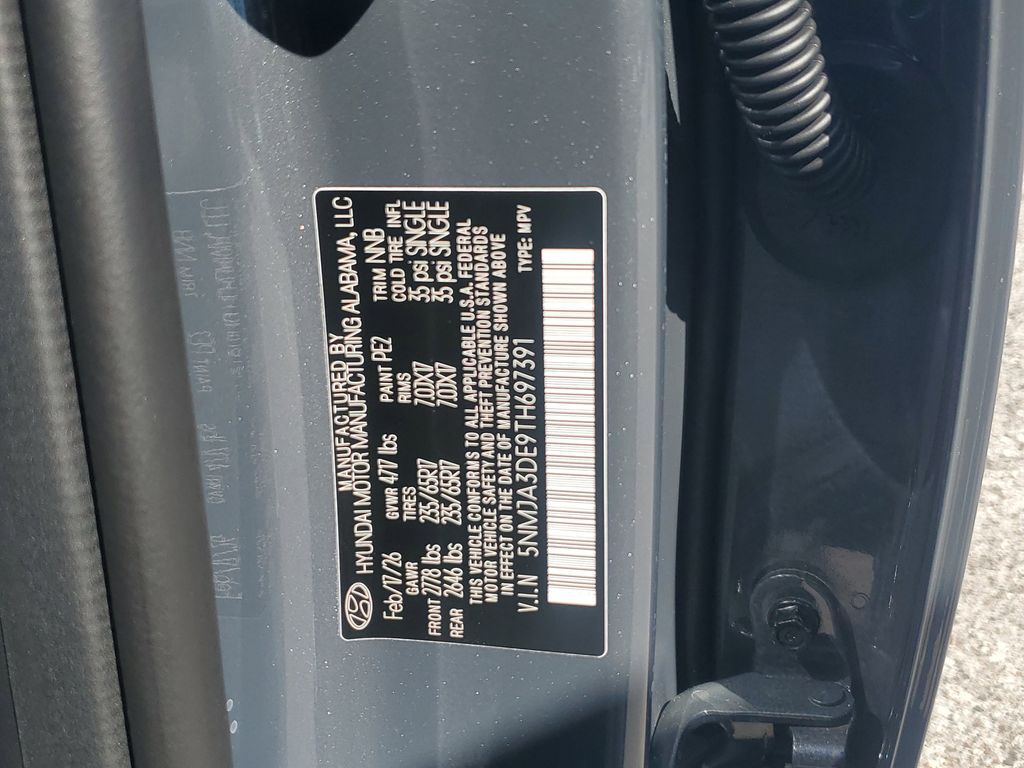 MANUFACTURED BY
HYUNDAI MOTOR MANUFACTURING ALABAMA, LLC
Feb/17/26 GVWR 4717 lbs PAINT PEZ TRIM NNB
GAWR TIRES RIMS COLD TIRE INFL
FRONT 2778 lbs 235/65R17 7.0JX17 35 psi SINGLE
REAR 2646 lbs 235/65R17 7.0JX17 35 psi SINGLE
THIS VEHICLE CONFORMS TO ALL APPLICABLE U.S.A. FEDERAL
MOTOR VEHICLE SAFETY AND THEFT PREVENTION STANDARDS
IN EFFECT ON THE DATE OF MANUFACTURE SHOWN ABOVE
V.I.N 5NMJA3DE9TH697391 TYPE: MPV